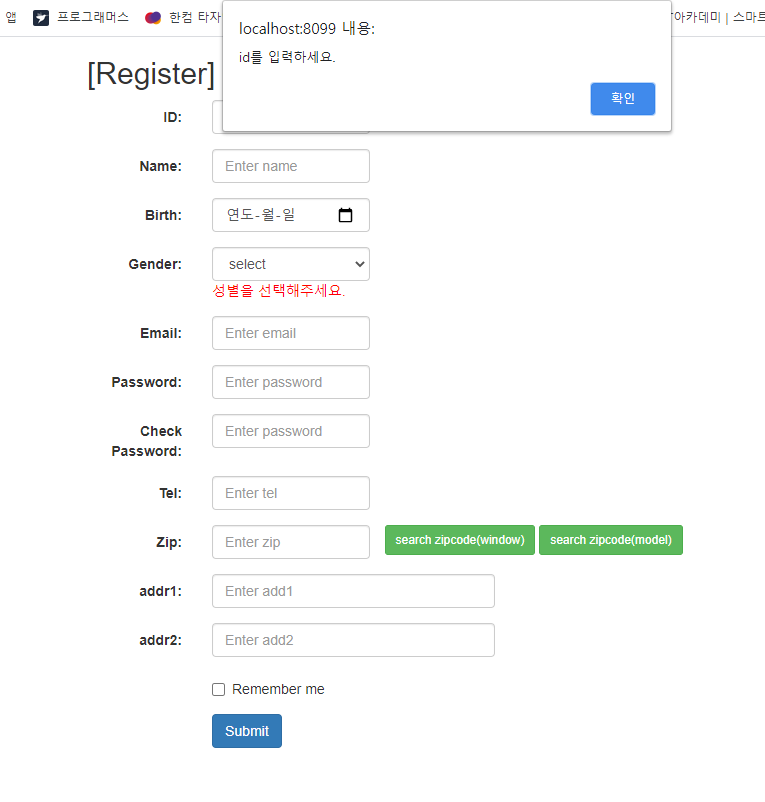 앱 프로그래머스 한컴 타자
아카데미 | 스마트
localhost:8099 내용:
id를 입력하세요.
확인
[Register]
ID:
Name: Enter name
Birth: 연도-월-일
Gender: select
성별을 선택해주세요.
Email: Enter email
Password: Enter password
Check Enter password
Password:
Tel: Enter tel
Zip: Enter zip search zipcode(window) search zipcode(model)
addr1: Enter add1
addr2: Enter add2
Remember me
Submit